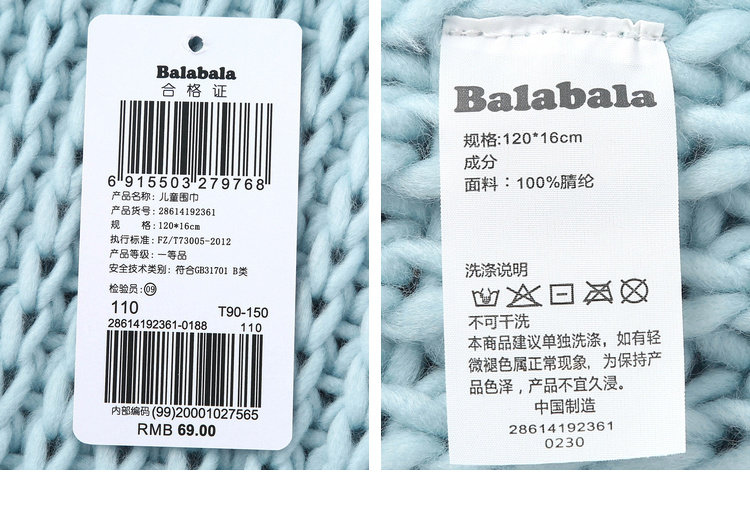 Balabala
合格证
6 915503 279768
产品名称: 儿童围巾
产品货号: 28614192361
规 格: 120*16cm
执行标准: FZ/T73005-2012
产品等级: 一等品
安全技术类别: 符合GB31701 B类
检验员: 09
110 T90-150
28614192361-0188 110
内部编码 (99)20001027565
RMB 69.00
Balabala
规格:120*16cm
成分
面料：100%腈纶
洗涤说明
不可干洗
本商品建议单独洗涤，如有轻
微褪色属正常现象，为保持产
品色泽，产品不宜久浸。
中国制造
28614192361
0230